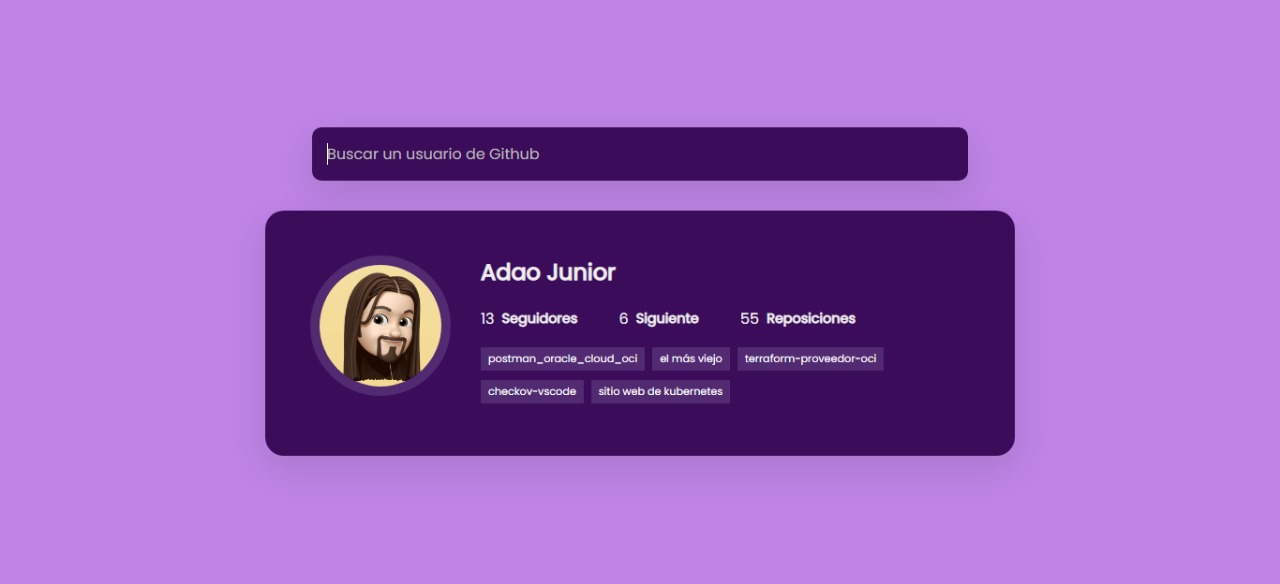 Buscar un usuario de Github
Adao Junior
13 Seguidores 6 Siguiente 55 Reposiciones
postman_oracle_cloud_oci el más viejo terraform-proveedor-oci
checkov-vscode sitio web de kubernetes